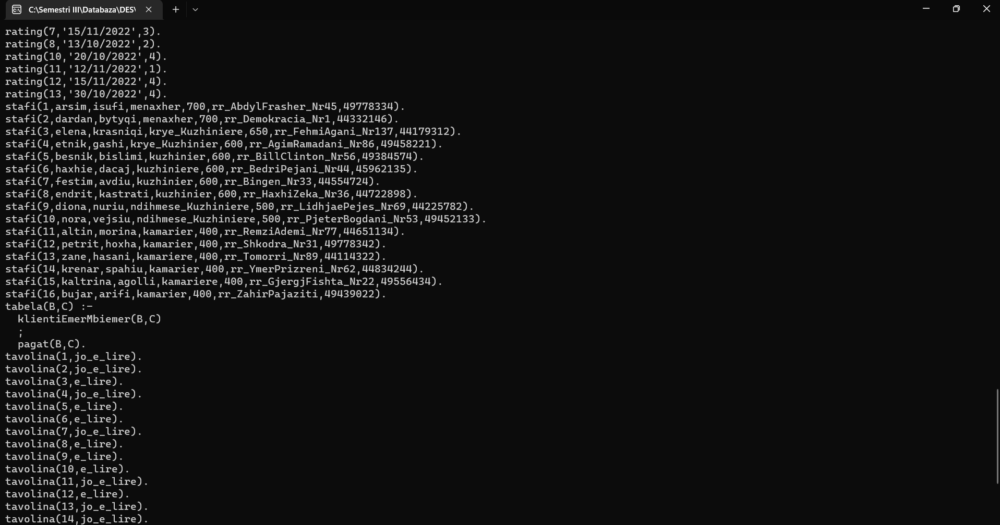 C:\Semestri III\Databaza\DES\
rating(7,'15/11/2022',3).
rating(8,'13/10/2022',2).
rating(10,'20/10/2022',4).
rating(11,'12/11/2022',1).
rating(12,'15/11/2022',4).
rating(13,'30/10/2022',4).
stafi(1,arsim,isufi,menaxher,700,rr_AbdylFrasher_Nr45,49778334).
stafi(2,dardan,bytyqi,menaxher,700,rr_Demokracia_Nr1,44332146).
stafi(3,elena,krasniqi,krye_Kuzhiniere,650,rr_FehmiAgani_Nr137,44179312).
stafi(4,etnik,gashi,krye_Kuzhinier,600,rr_AgimRamadani_Nr86,49458221).
stafi(5,besnik,bislimi,kuzhinier,600,rr_BillClinton_Nr56,49384574).
stafi(6,haxhie,dacaj,kuzhiniere,600,rr_BedriPejani_Nr44,45962135).
stafi(7,festim,avdiu,kuzhinier,600,rr_Bingen_Nr33,44554724).
stafi(8,endrit,kastrati,kuzhinier,600,rr_HaxhiZeka_Nr36,44722898).
stafi(9,diona,nuriu,ndihmese_Kuzhiniere,500,rr_LidhjaePejes_Nr69,44225782).
stafi(10,nora,vejsiu,ndihmese_Kuzhiniere,500,rr_PjeterBogdani_Nr53,49452133).
stafi(11,altin,morina,kamarier,400,rr_RemziAdemi_Nr77,44651134).
stafi(12,petrit,hoxha,kamarier,400,rr_Shkodra_Nr31,49778342).
stafi(13,zane,hasani,kamariere,400,rr_Tomorri_Nr89,44114322).
stafi(14,krenar,spahiu,kamarier,400,rr_YmerPrizreni_Nr62,44834244).
stafi(15,kaltrina,agolli,kamariere,400,rr_GjergjFishta_Nr22,49556434).
stafi(16,bujar,arifi,kamarier,400,rr_ZahirPajaziti,49439022).
tabela(B,C) :-
  klientiEmerMbiemer(B,C)
  ;
  pagat(B,C).
tavolina(1,jo_e_lire).
tavolina(2,jo_e_lire).
tavolina(3,e_lire).
tavolina(4,jo_e_lire).
tavolina(5,e_lire).
tavolina(6,e_lire).
tavolina(7,jo_e_lire).
tavolina(8,e_lire).
tavolina(9,e_lire).
tavolina(10,e_lire).
tavolina(11,jo_e_lire).
tavolina(12,e_lire).
tavolina(13,jo_e_lire).
tavolina(14,jo_e_lire).